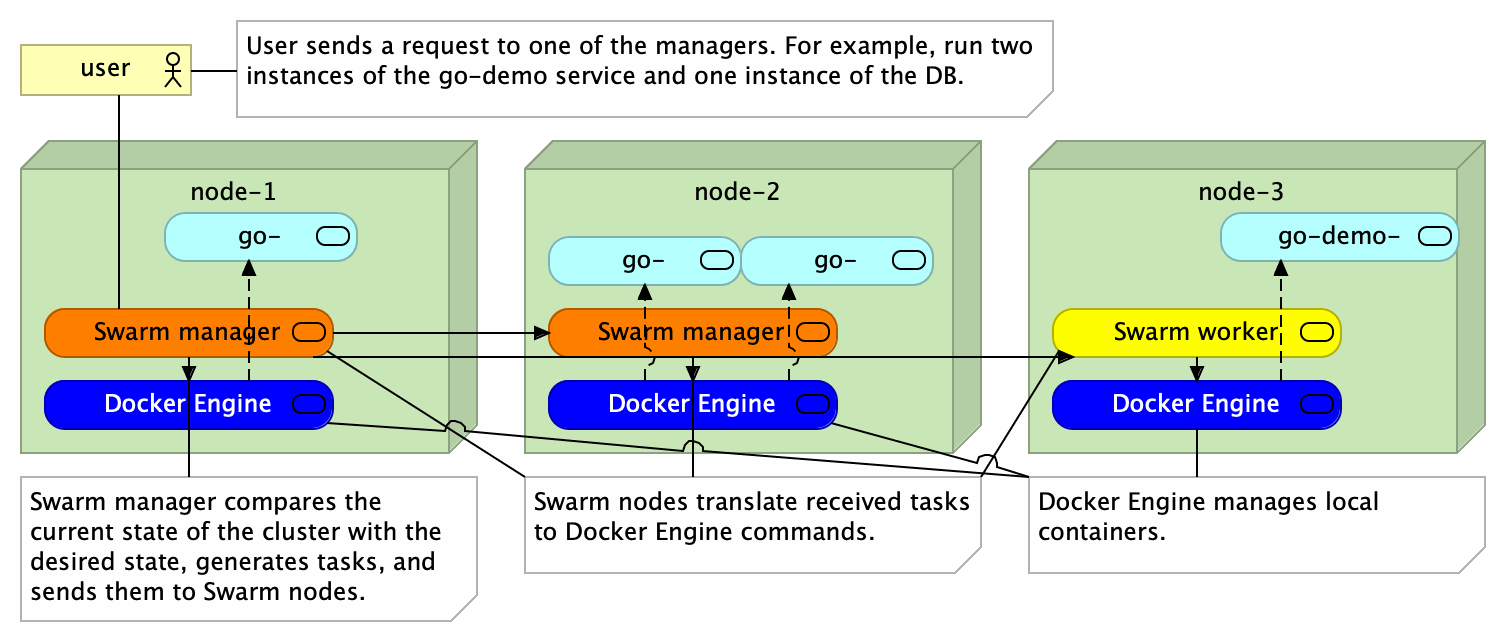 user
User sends a request to one of the managers. For example, run two
instances of the go-demo service and one instance of the DB.
node-1
node-2
node-3
go-
go-
go-
go-demo-
Swarm manager
Swarm manager
Swarm worker
Docker Engine
Docker Engine
Docker Engine
Swarm manager compares the
current state of the cluster with the
desired state, generates tasks, and
sends them to Swarm nodes.
Swarm nodes translate received tasks
to Docker Engine commands.
Docker Engine manages local
containers.